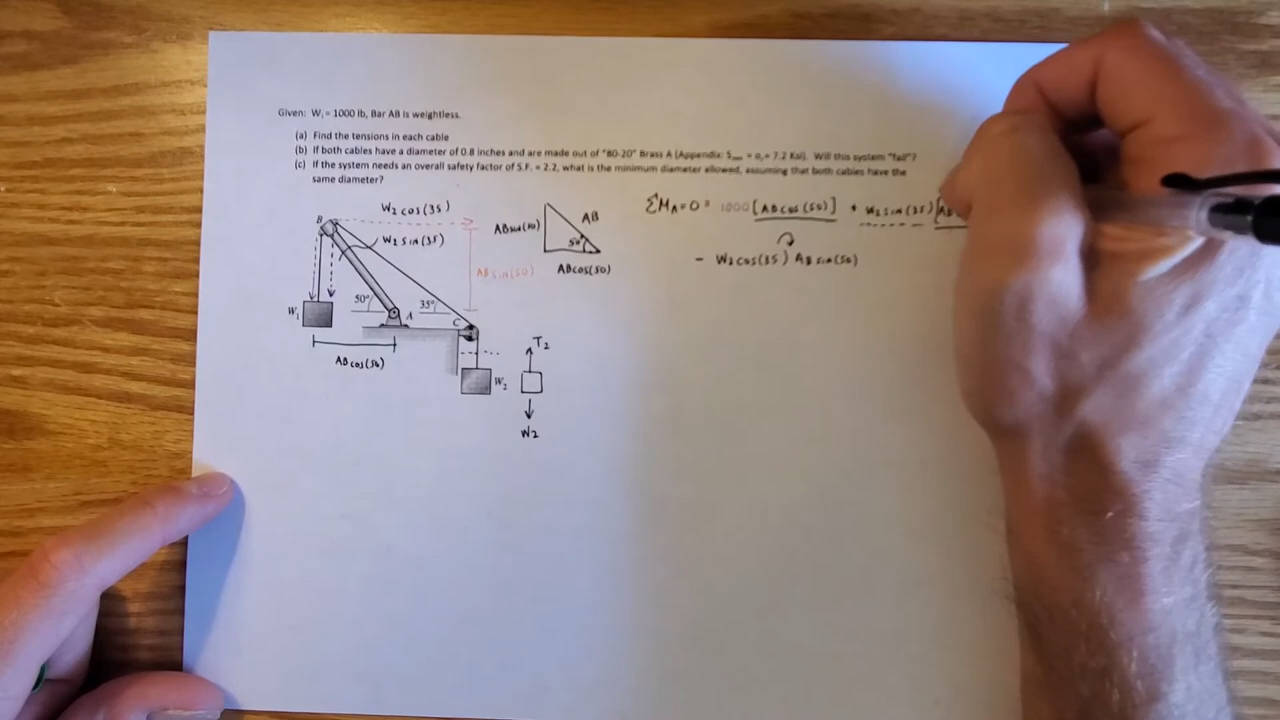 Given: W₁ = 1000 lb, Bar AB is weightless.
(a) Find the tensions in each cable
(b) If both cables have a diameter of 0.8 inches and are made out of "80-20" Brass A (Appendix: = 7.2 Ksi). Will this system "fail"?
(c) If the system needs an overall safety factor of S.F. = 2.2, what is the minimum diameter allowed, assuming that both cables have the
same diameter?
W₂ cos(35)
B
W₂ sin(35)
AB sin(50)
50°
A
35°
C
W₁
AB cos(50)
W₂
T₂
W₂
AB sin(50)
AB
50°
AB cos(50)
ΣM_A=0= 1000[ABcos(50)] + W₂ sin(35)[AB
- W₂cos(35) AB sin(50)